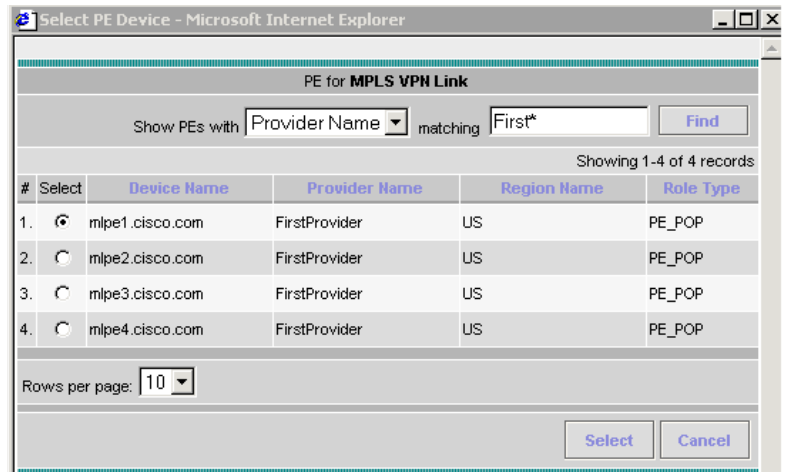 Select PE Device - Microsoft Internet Explorer
PE for MPLS VPN Link
Show PEs with Provider Name matching First* Find
Showing 1-4 of 4 records
# Select Device Name Provider Name Region Name Role Type
1. mlpe1.cisco.com FirstProvider US PE_POP
2. mlpe2.cisco.com FirstProvider US PE_POP
3. mlpe3.cisco.com FirstProvider US PE_POP
4. mlpe4.cisco.com FirstProvider US PE_POP
Rows per page: 10
Select Cancel